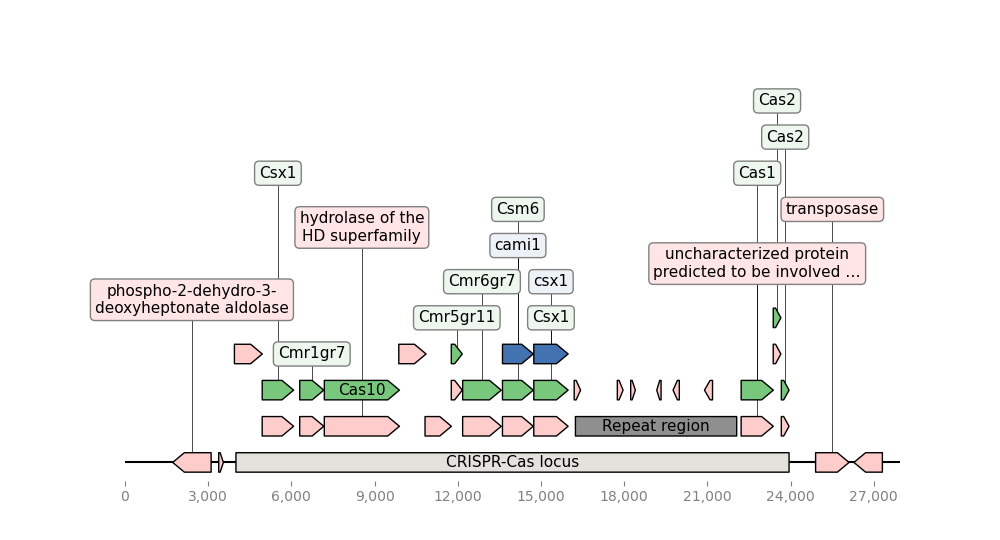 Cas2
Cas2
Csx1
Cas1
Csm6
transposase
hydrolase of the
HD superfamily
cami1
uncharacterized protein
predicted to be involved ...
Cmr6gr7
csx1
phospho-2-dehydro-3-
deoxyheptonate aldolase
Cmr5gr11
Csx1
Cmr1gr7
Cas10
Repeat region
CRISPR-Cas locus
0
3,000
6,000
9,000
12,000
15,000
18,000
21,000
24,000
27,000